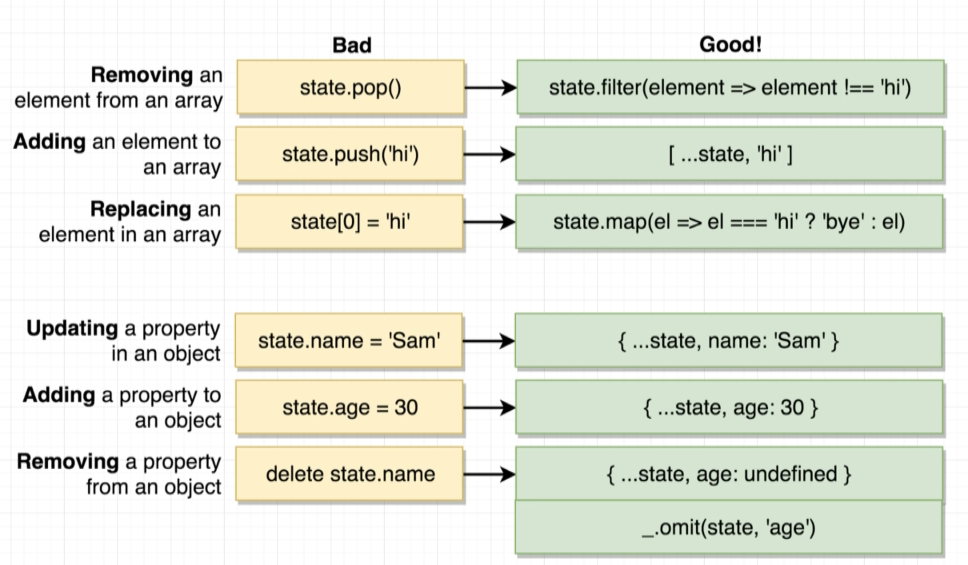 Bad
Good!
Removing an
element from an array
state.pop()
state.filter(element => element !== 'hi')
Adding an element to
an array
state.push('hi')
[ ...state, 'hi' ]
Replacing an
element in an array
state[0] = 'hi'
state.map(el => el === 'hi' ? 'bye' : el)
Updating a property
in an object
state.name = 'Sam'
{ ...state, name: 'Sam' }
Adding a property to
an object
state.age = 30
{ ...state, age: 30 }
Removing a property
from an object
delete state.name
{ ...state, age: undefined }
_.omit(state, 'age')